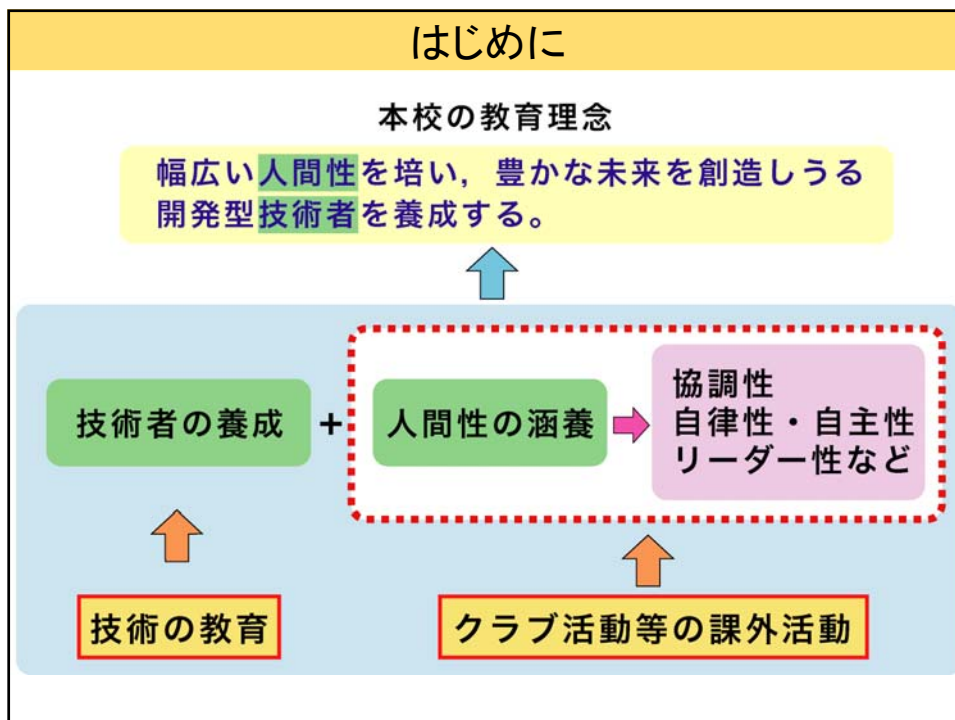 はじめに
本校の教育理念
幅広い人間性を培い，豊かな未来を創造しうる
開発型技術者を養成する。
技術者の養成
+
人間性の涵養
協調性
自律性・自主性
リーダー性など
技術の教育
クラブ活動等の課外活動